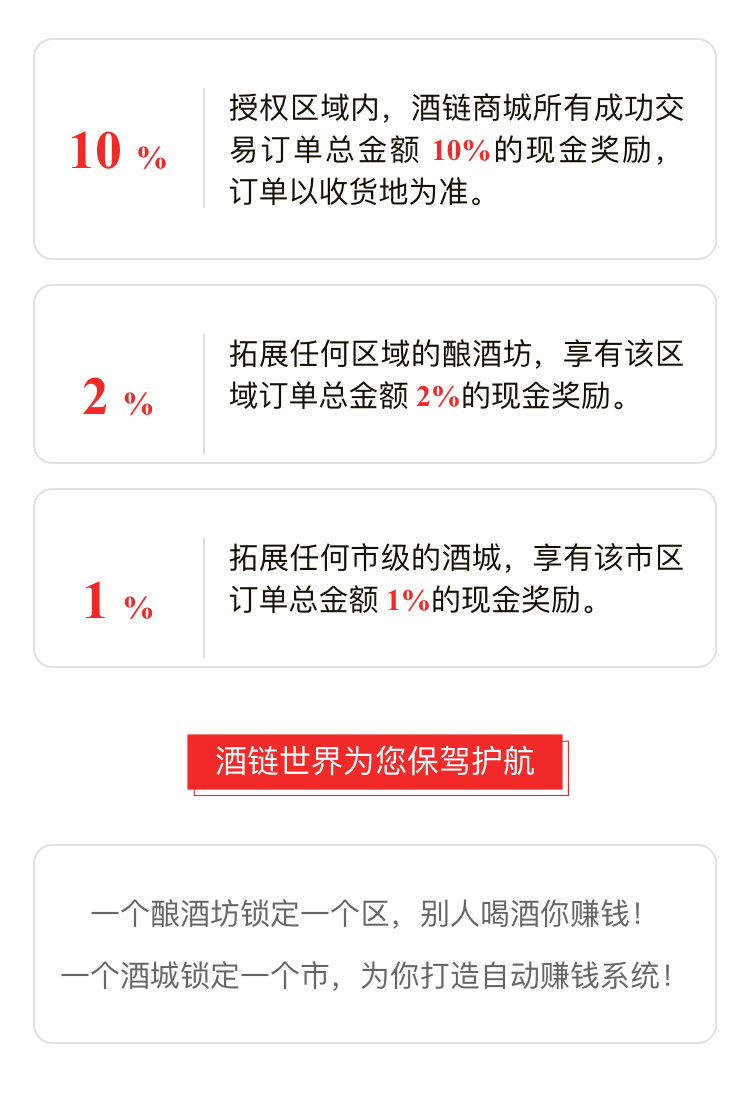 10 %
授权区域内，酒链商城所有成功交
易订单总金额 10%的现金奖励，
订单以收货地为准。
2 %
拓展任何区域的酿酒坊，享有该区
域订单总金额 2%的现金奖励。
1 %
拓展任何市级的酒城，享有该市区
订单总金额 1%的现金奖励。
酒链世界为您保驾护航
一个酿酒坊锁定一个区，别人喝酒你赚钱！
一个酒城锁定一个市，为你打造自动赚钱系统！